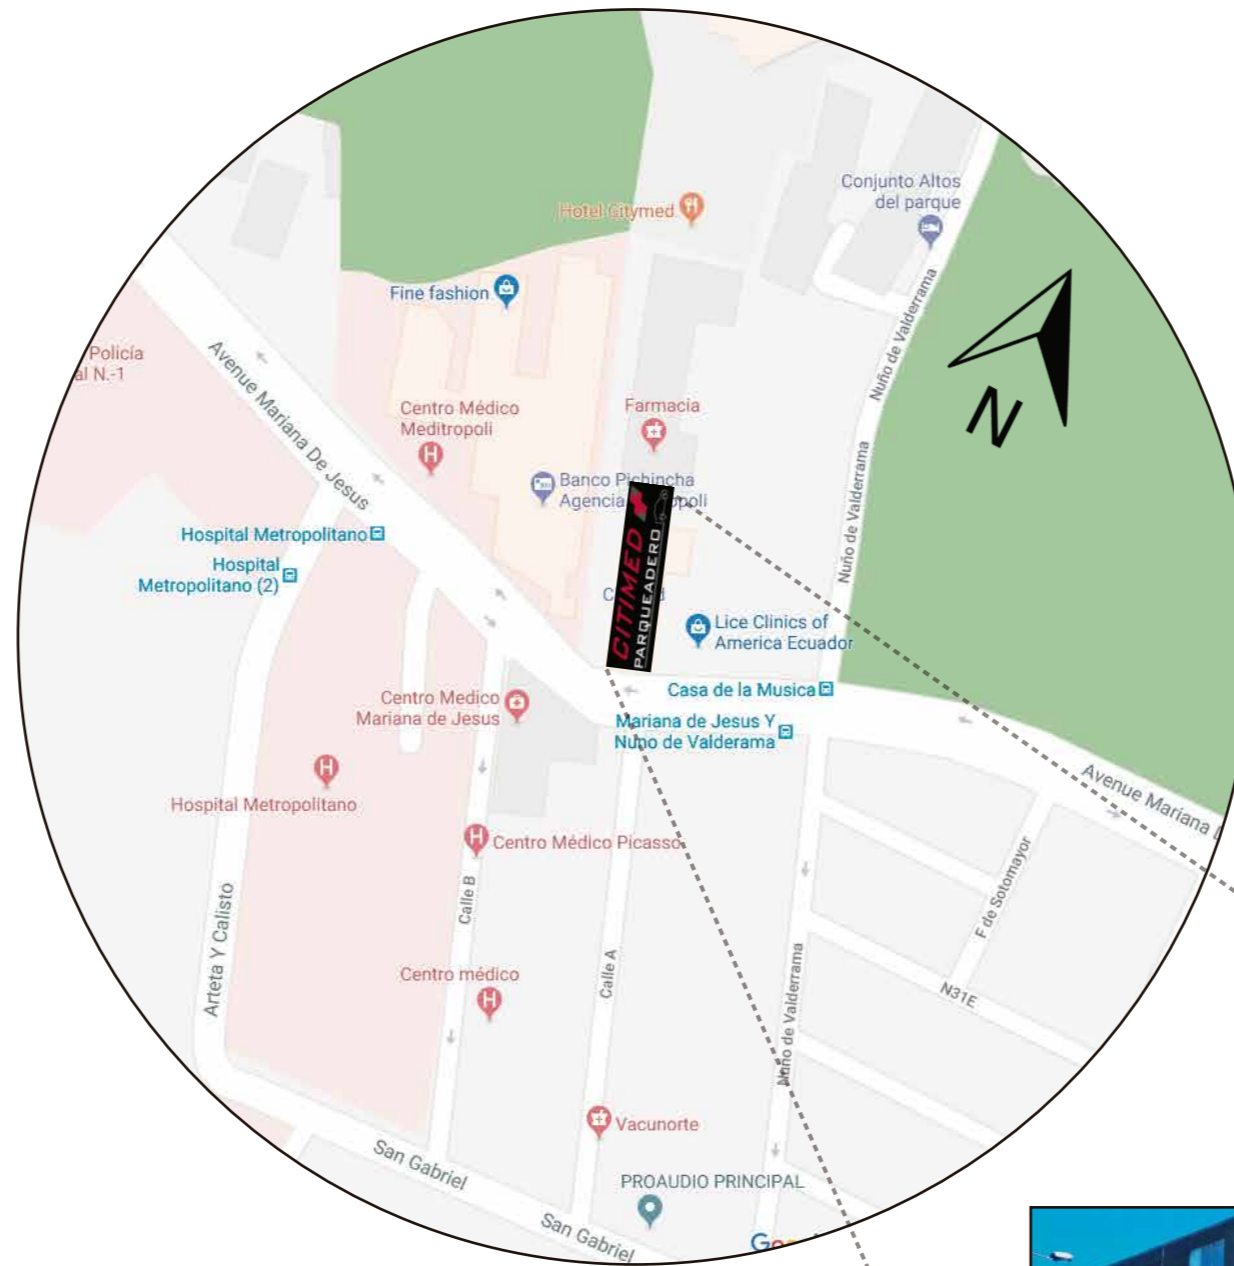 Conjunto Altos
del parque
Hotel Citymed
Fine fashion
Nuño de Valderrama
Policía
al N.-1
Avenue Mariana De Jesus
N
Centro Médico
Meditropoli
Farmacia
Banco Pichincha
Agencia
opoli
Nuño de Valderrama
Hospital Metropolitano
Hospital
Metropolitano (2)
CITIMED
PARQUEADERO
Lice Clinics of
America Ecuador
Casa de la Musica
Centro Medico
Mariana de Jesus
Mariana de Jesus Y
Nuño de Valderama
Avenue Mariana D
Hospital Metropolitano
Centro Médico Picasso
F de Sotomayor
Calle B
Arteta Y Calisto
Centro médico
Calle A
N31E
Nuño de Valderrama
Vacunorte
San Gabriel
PROAUDIO PRINCIPAL
San Gabriel